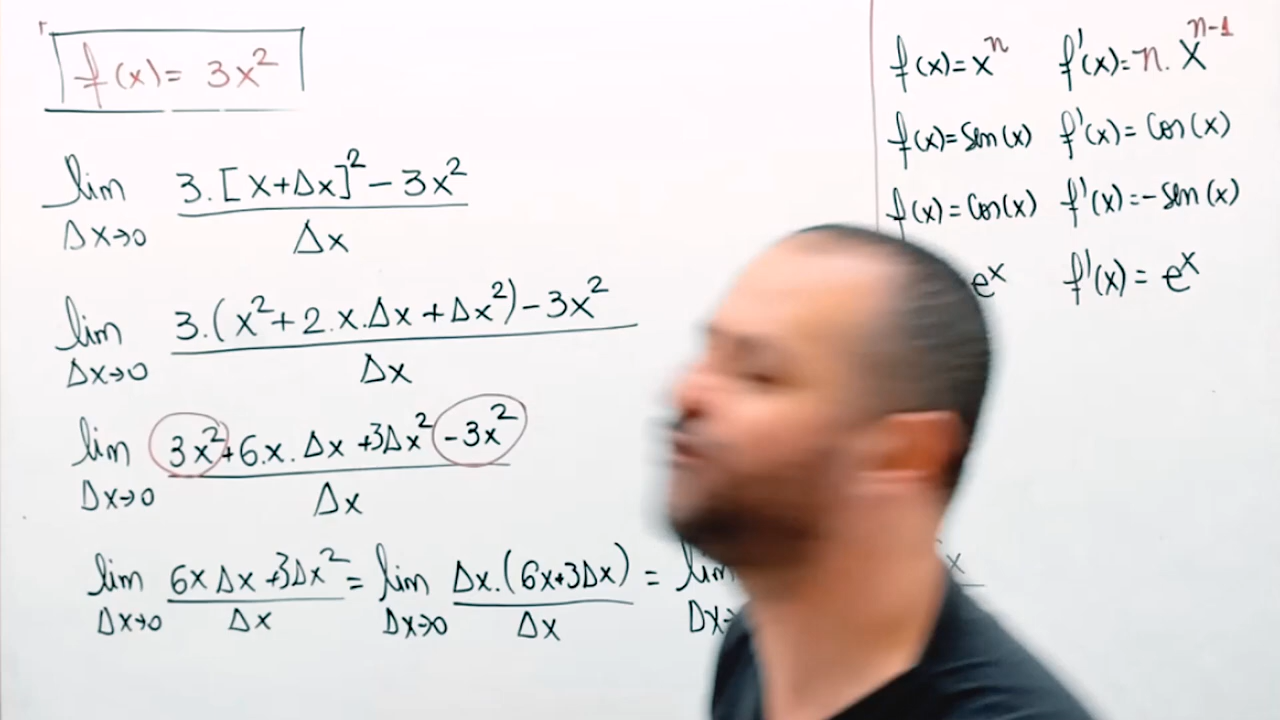 f(x) = 3x²
lim Δx→0 3.[x+Δx]² - 3x² / Δx
lim Δx→0 3.(x²+2.x.Δx+Δx²) - 3x² / Δx
lim Δx→0 3x²+6.x.Δx+3Δx²-3x² / Δx
lim Δx→0 6xΔx+3Δx² / Δx = lim Δx→0 Δx.(6x+3Δx) / Δx = lim Δx→
f(x)=xⁿ f'(x)=n.xⁿ⁻¹
f(x)=Sen(x) f'(x)=Cos(x)
f(x)=Cos(x) f'(x)=-Sen(x)
eˣ f'(x)=eˣ